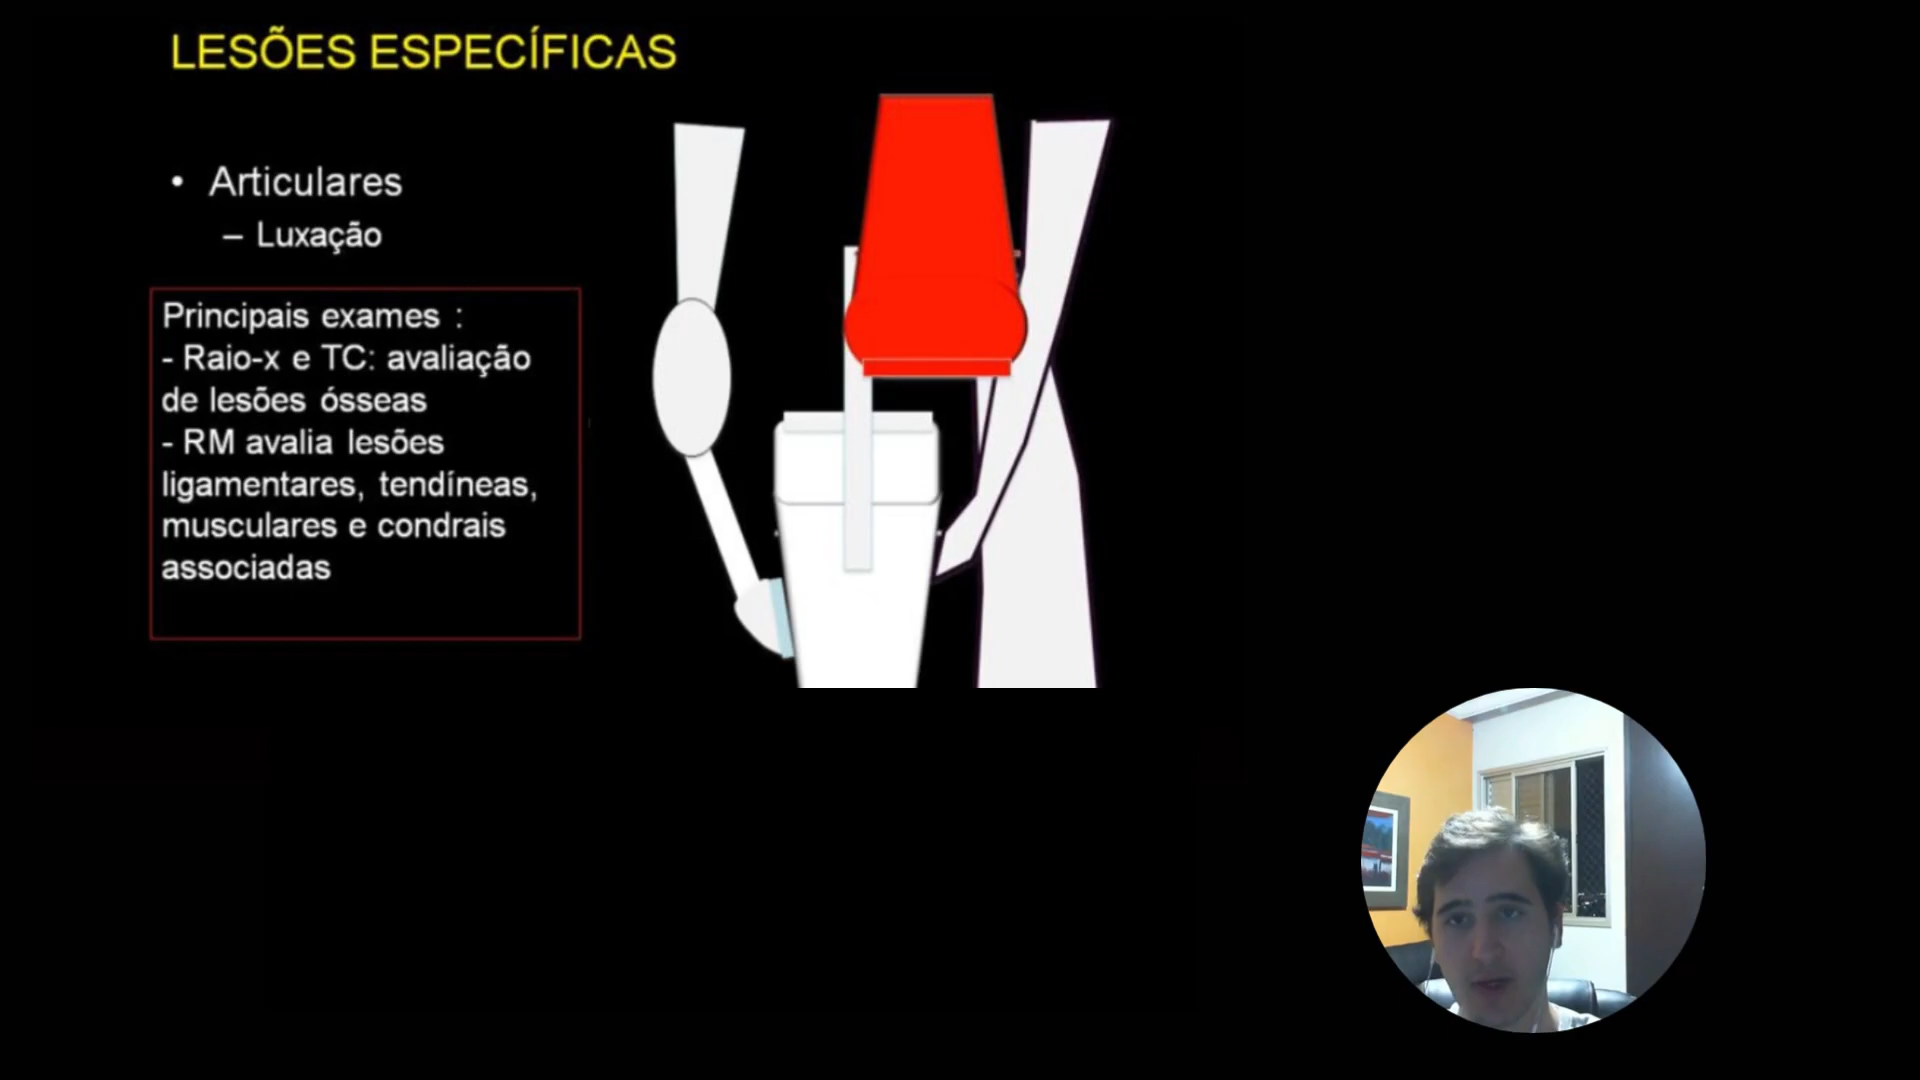 LESÕES ESPECÍFICAS
• Articulares
– Luxação
Principais exames :
- Raio-x e TC: avaliação
de lesões ósseas
- RM avalia lesões
ligamentares, tendíneas,
musculares e condrais
associadas